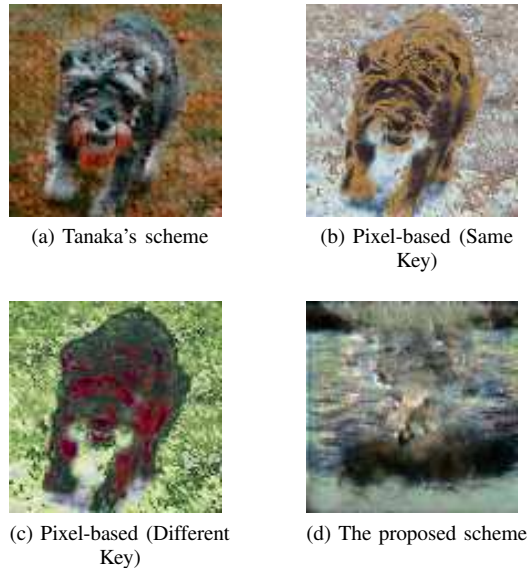 (a) Tanaka's scheme
(b) Pixel-based (Same
Key)
(c) Pixel-based (Different
Key)
(d) The proposed scheme